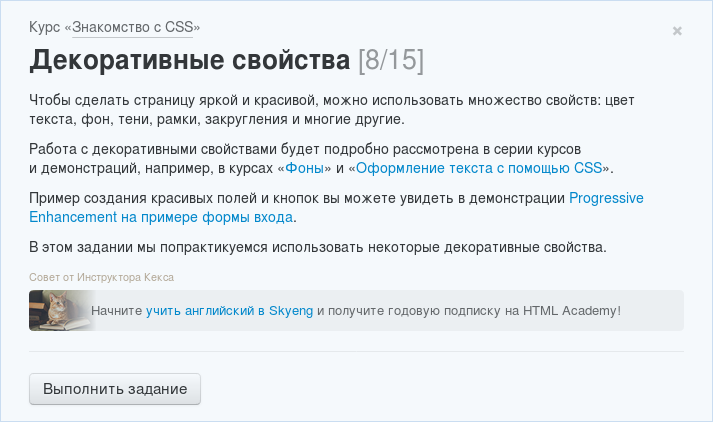 Курс «Знакомство с CSS»
×
Декоративные свойства [8/15]
Чтобы сделать страницу яркой и красивой, можно использовать множество свойств: цвет
текста, фон, тени, рамки, закругления и многие другие.
Работа с декоративными свойствами будет подробно рассмотрена в серии курсов
и демонстраций, например, в курсах «Фоны» и «Оформление текста с помощью CSS».
Пример создания красивых полей и кнопок вы можете увидеть в демонстрации Progressive
Enhancement на примере формы входа.
В этом задании мы попрактикуемся использовать некоторые декоративные свойства.
Совет от Инструктора Кекса
Начните учить английский в Skyeng и получите годовую подписку на HTML Academy!
Выполнить задание